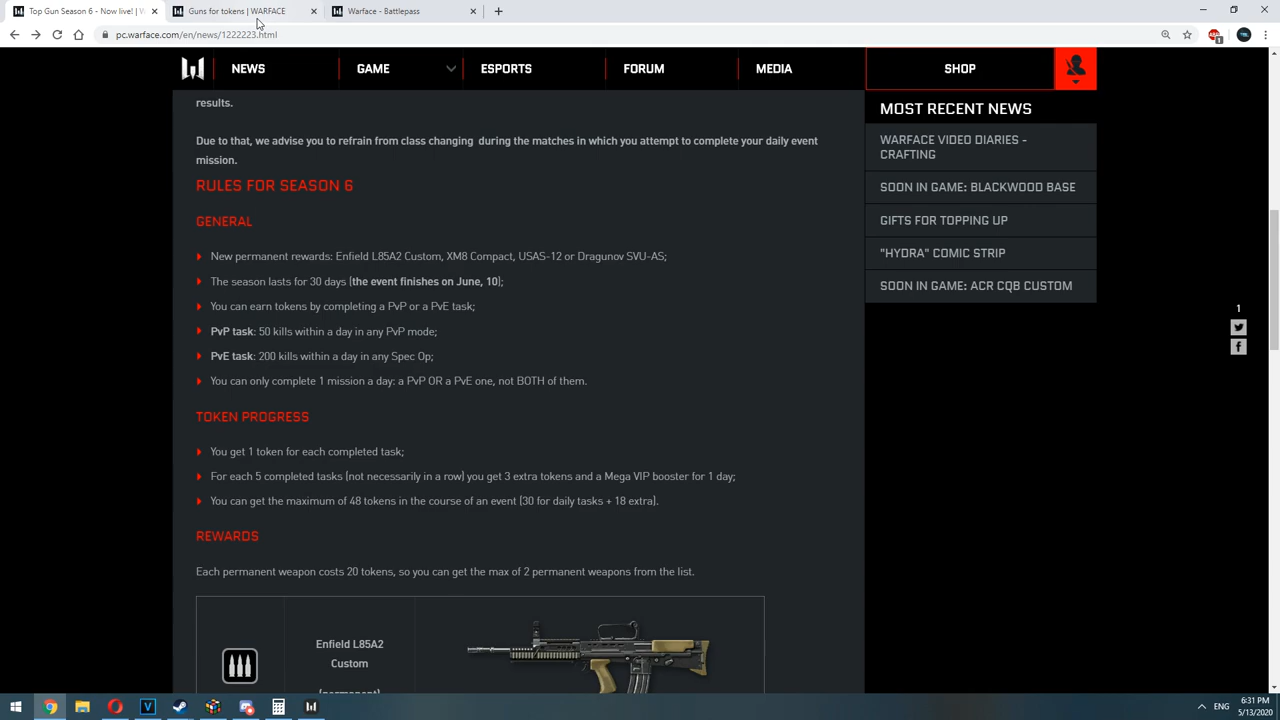 Top Gun Season 6 - Now live! | W
Guns for tokens | WARFACE
Warface - Battlepass
pc.warface.com/en/news/1222223.html
NEWS
GAME
ESPORTS
FORUM
MEDIA
SHOP
results.
Due to that, we advise you to refrain from class changing during the matches in which you attempt to complete your daily event
mission.
RULES FOR SEASON 6
GENERAL
New permanent rewards: Enfield L85A2 Custom, XM8 Compact, USAS-12 or Dragunov SVU-AS;
The season lasts for 30 days (the event finishes on June, 10);
You can earn tokens by completing a PvP or a PvE task;
PvP task: 50 kills within a day in any PvP mode;
PvE task: 200 kills within a day in any Spec Op;
You can only complete 1 mission a day: a PvP OR a PvE one, not BOTH of them.
TOKEN PROGRESS
You get 1 token for each completed task;
For each 5 completed tasks (not necessarily in a row) you get 3 extra tokens and a Mega VIP booster for 1 day;
You can get the maximum of 48 tokens in the course of an event (30 for daily tasks + 18 extra).
REWARDS
Each permanent weapon costs 20 tokens, so you can get the max of 2 permanent weapons from the list.
Enfield L85A2
Custom
(permanent)
MOST RECENT NEWS
WARFACE VIDEO DIARIES -
CRAFTING
SOON IN GAME: BLACKWOOD BASE
GIFTS FOR TOPPING UP
"HYDRA" COMIC STRIP
SOON IN GAME: ACR CQB CUSTOM
1
ENG
6:31 PM
5/13/2020